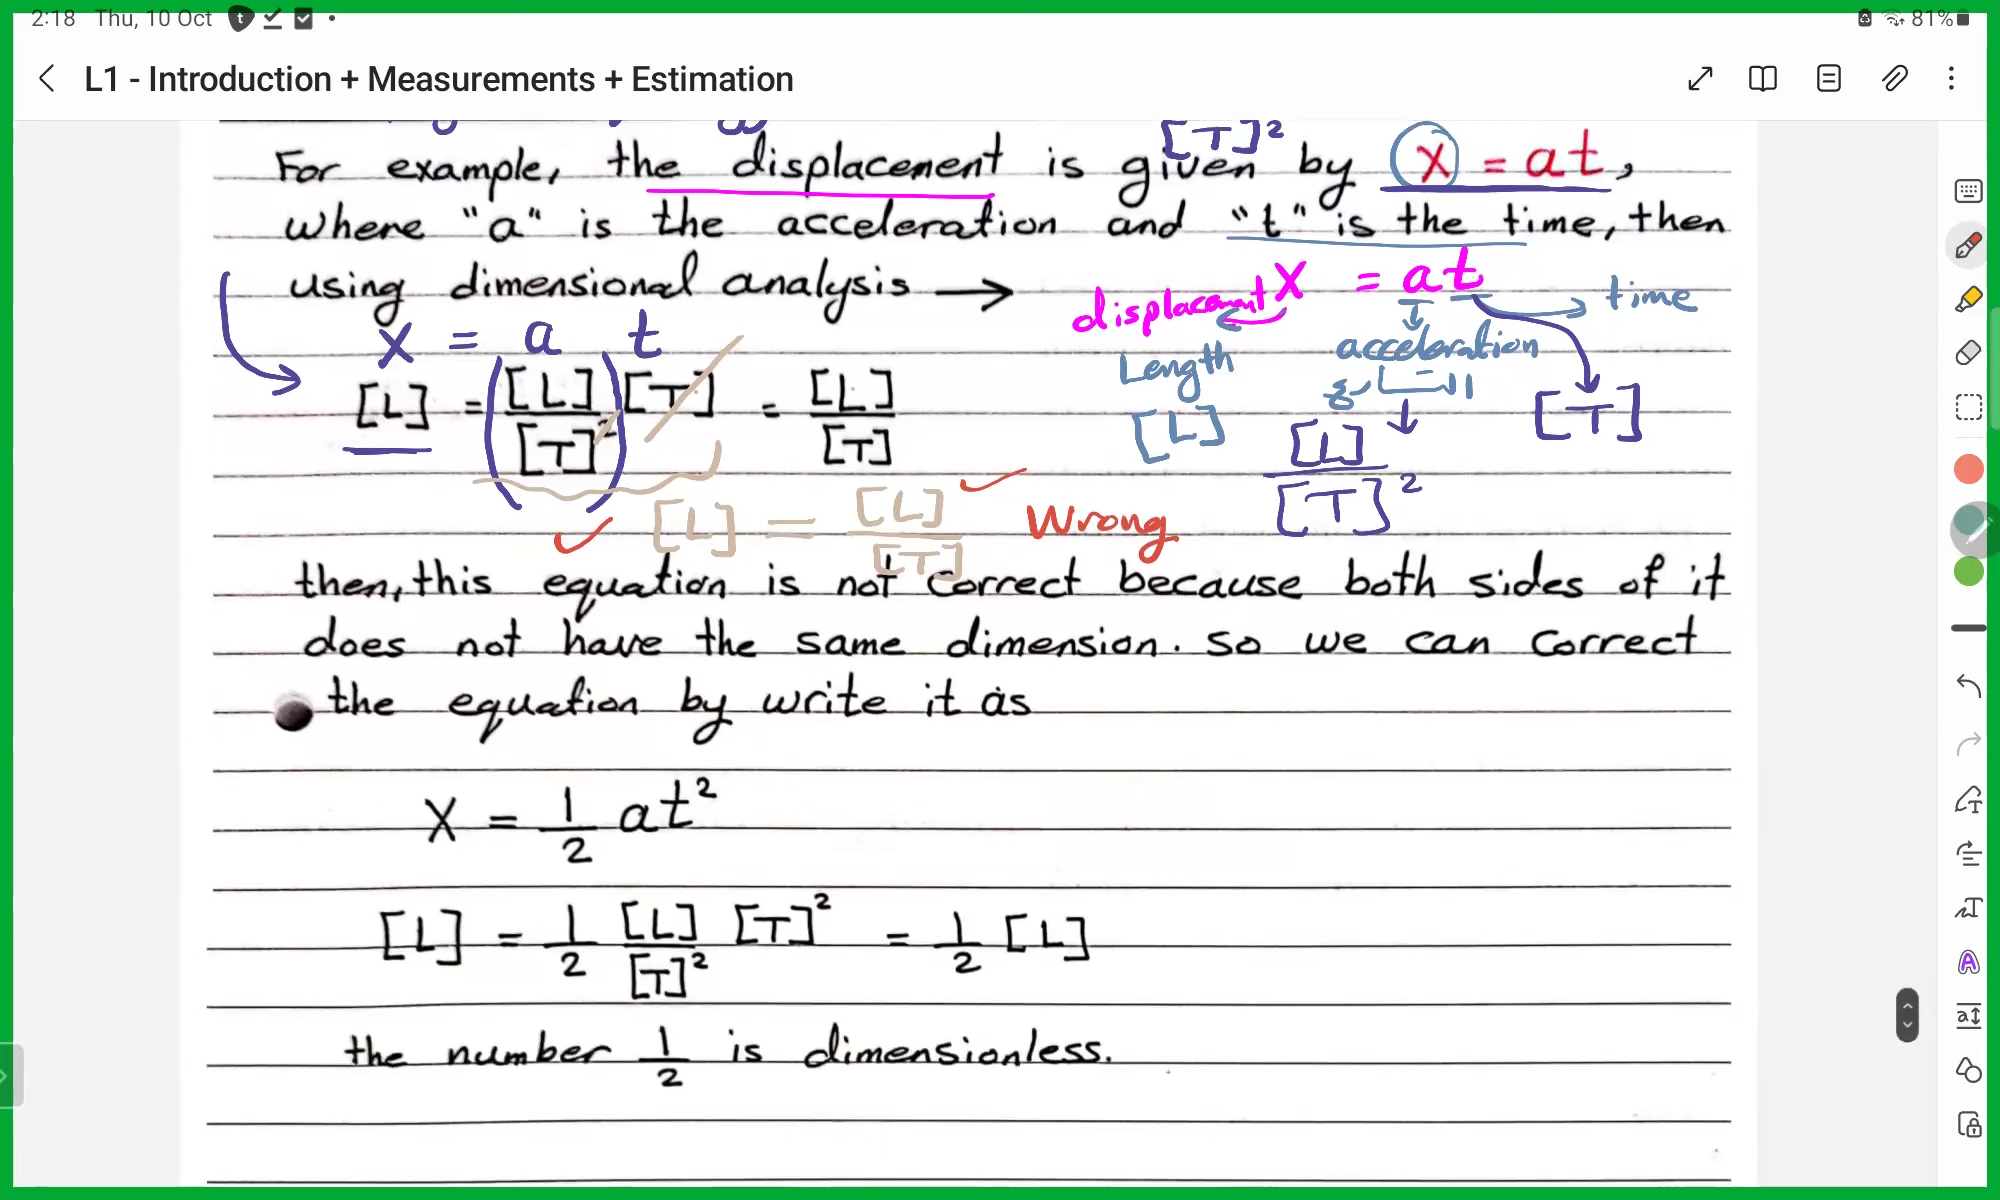 2:18 Thu, 10 Oct 81%
L1 - Introduction + Measurements + Estimation
[T]²
For example, the displacement is given by x = at,
where "a" is the acceleration and "t" is the time, then
using dimensional analysis →
displacement x = at
time
x = a t
Length
acceleration
[L] = ([L]/[T]²) [T] = [L]/[T]
[L]
[L]/[T]²
[T]
[L] = [L]/[T]
Wrong
then, this equation is not correct because both sides of it
does not have the same dimension. so we can correct
the equation by write it as
x = 1/2 at²
[L] = 1/2 [L]/[T]² [T]² = 1/2 [L]
the number 1/2 is dimensionless.